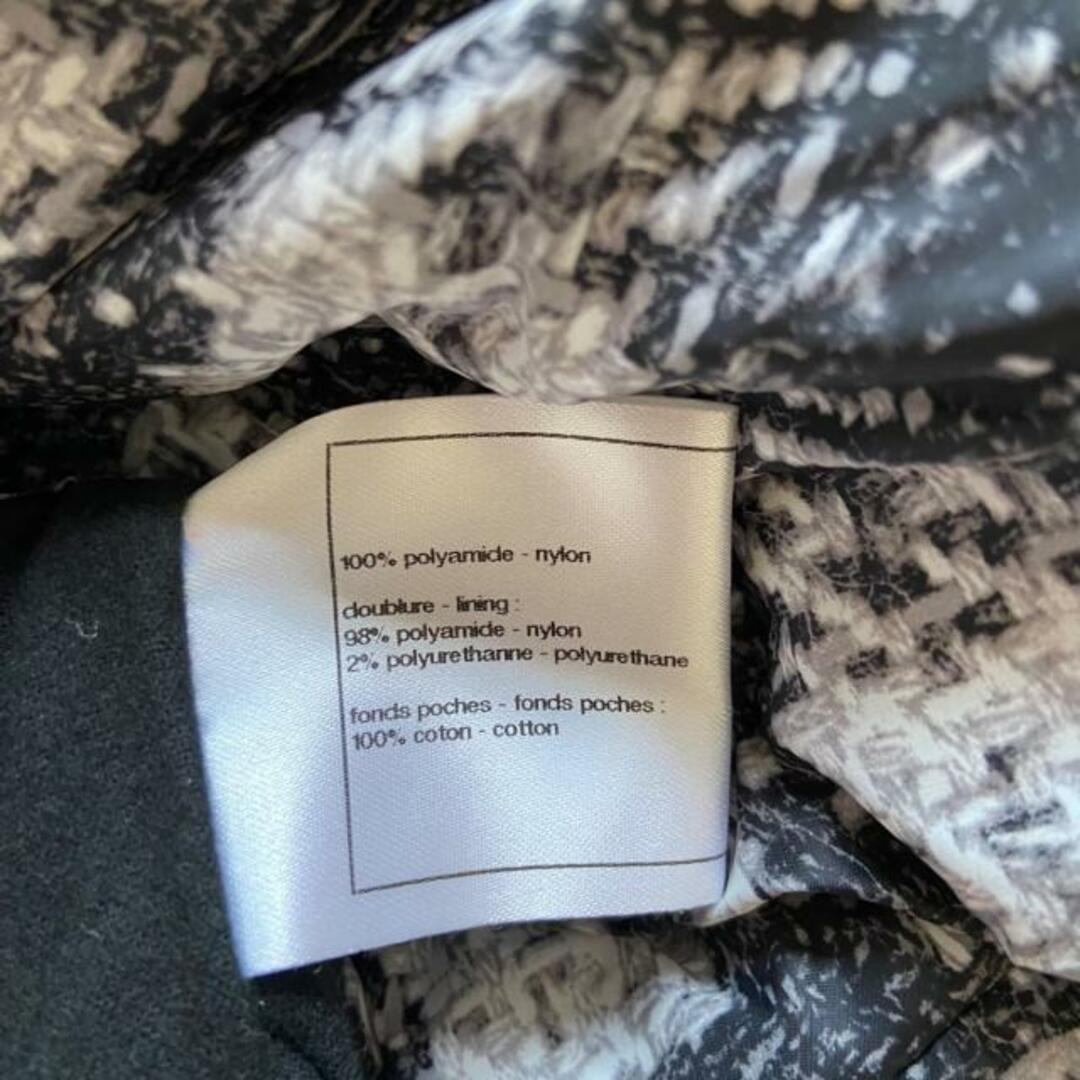 100% polyamide - nylon
doublure - lining :
98% polyamide - nylon
2% polyurethanne - polyurethane
fonds poches - fonds poches :
100% coton - cotton